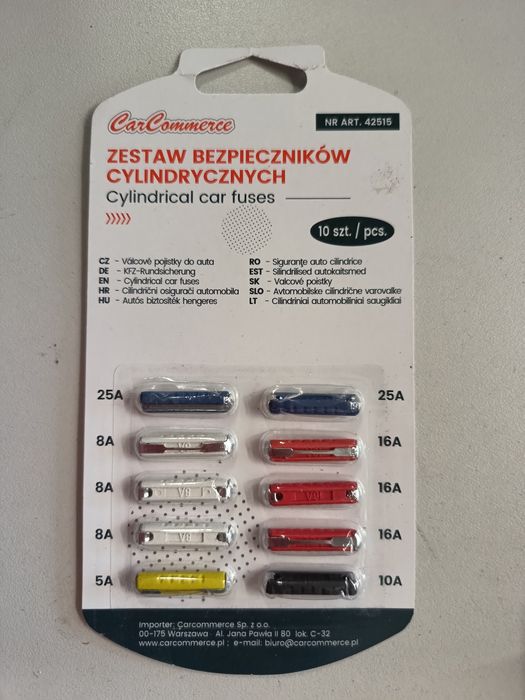 CarCommerce
NR ART. 42515
ZESTAW BEZPIECZNIKÓW
CYLINDRYCZNYCH
Cylindrical car fuses
10 szt. / pcs.
CZ - Válcové pojistky do auta
DE - KFZ-Rundsicherung
EN - Cylindrical car fuses
HR - Cilindrični osigurači automobila
HU - Autós biztosíték hengeres
RO - Siguranțe auto cilindrice
EST - Silindrilised autokaitsmed
SK - Valcové poistky
SLO - Avtomobilske cilindrične varovalke
LT - Cilindriniai automobiliniai saugikliai
25A 25A
8A 16A
8A 8A 16A 16A
8A 8A 16A
5A 10A
Importer: Carcommerce Sp. z o.o.
00-175 Warszawa · Al. Jana Pawła II 80 lok. C-32
www.carcommerce.pl ; e-mail: biuro@carcommerce.pl